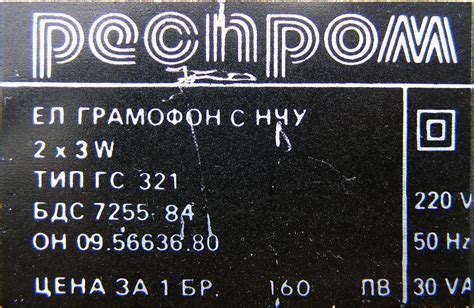 респром
ЕЛ ГРАМОФОН С НЧУ
2 x 3W
ТИП ГС 321
БДС 7255-84
ОН 09.56636.80
ЦЕНА ЗА 1 БР. 160 ЛВ
220 V
50 Hz
30 VA